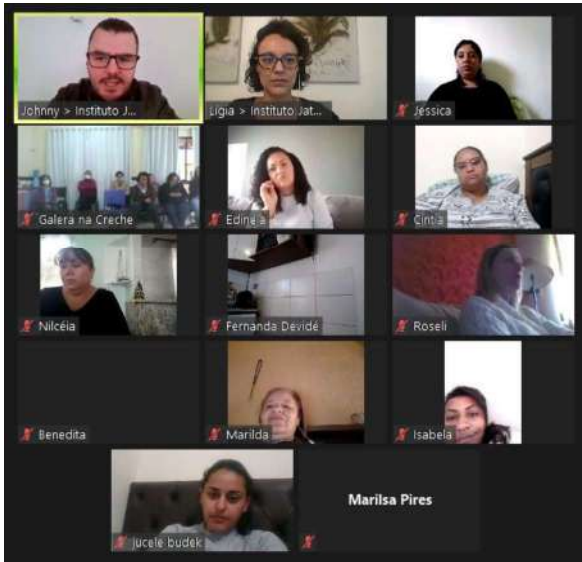 Johnny > Instituto J...
Ligia > Instituto Jat...
Jéssica
Galera na Creche
Edinéia
Cintia
Nilcéia
Fernanda Devidé
Roseli
Benedita
Marilda
Isabela
Jucele budek
Marilsa Pires